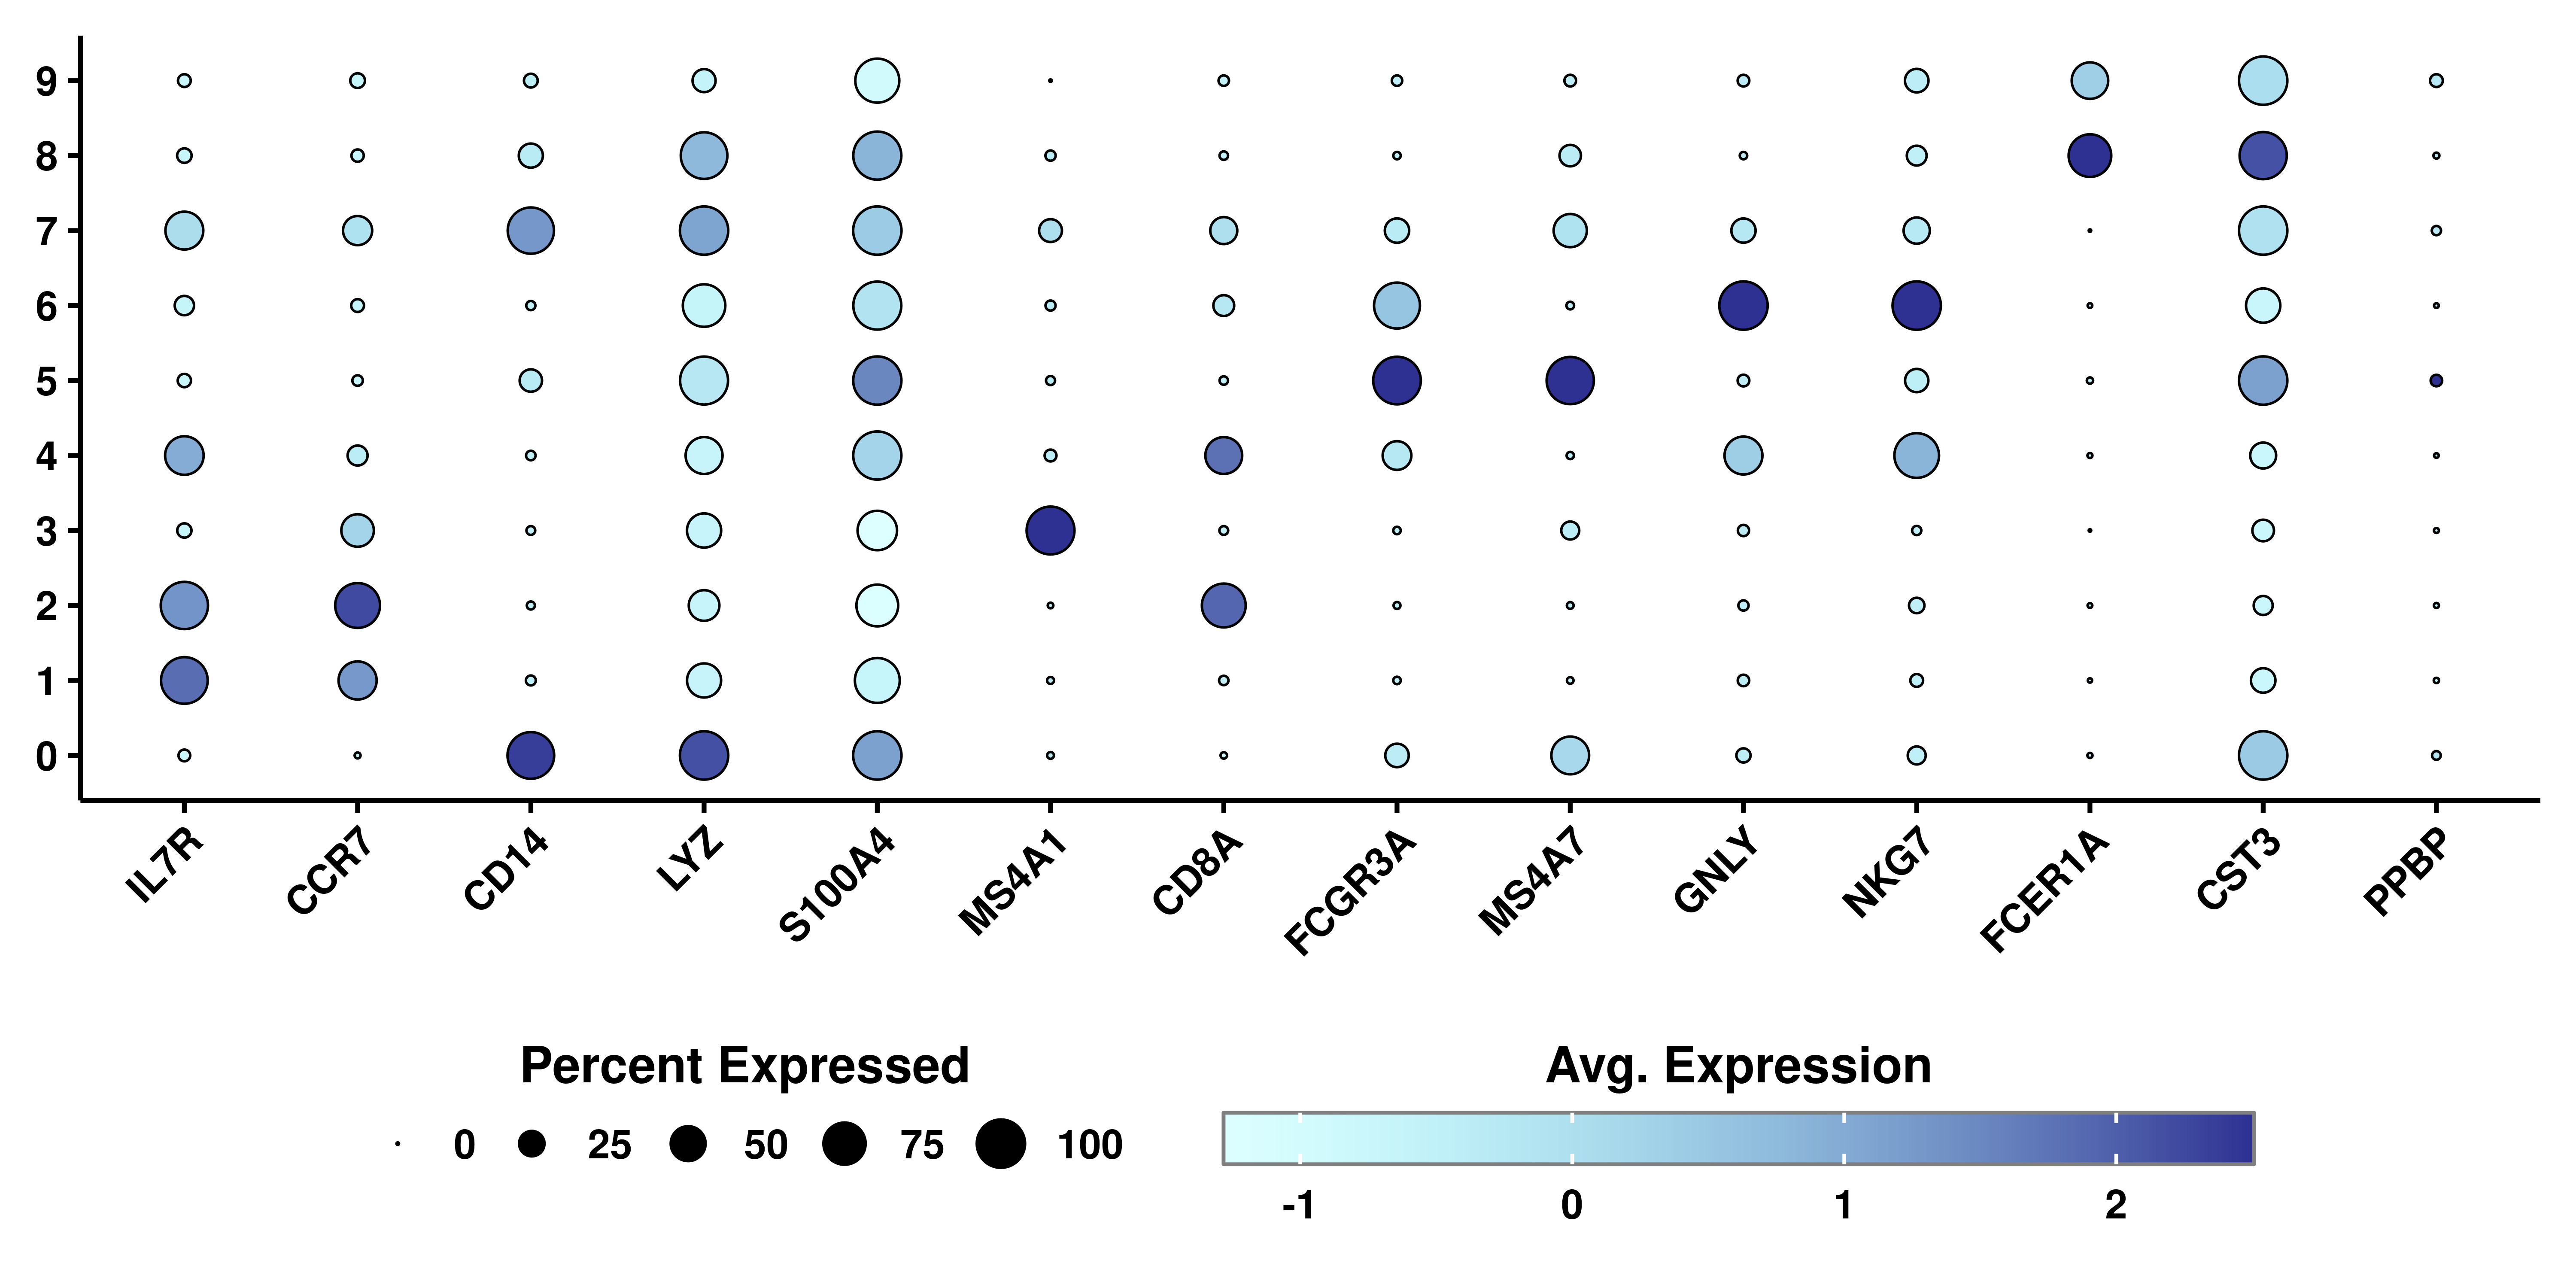 9
8
7
6
5
4
3
2
1
0
IL7R CCR7 CD14 LYZ S100A4 MS4A1 CD8A FCGR3A MS4A7 GNLY NKG7 FCER1A CST3 PPBP
Percent Expressed
0 25 50 75 100
Avg. Expression
-1 0 1 2